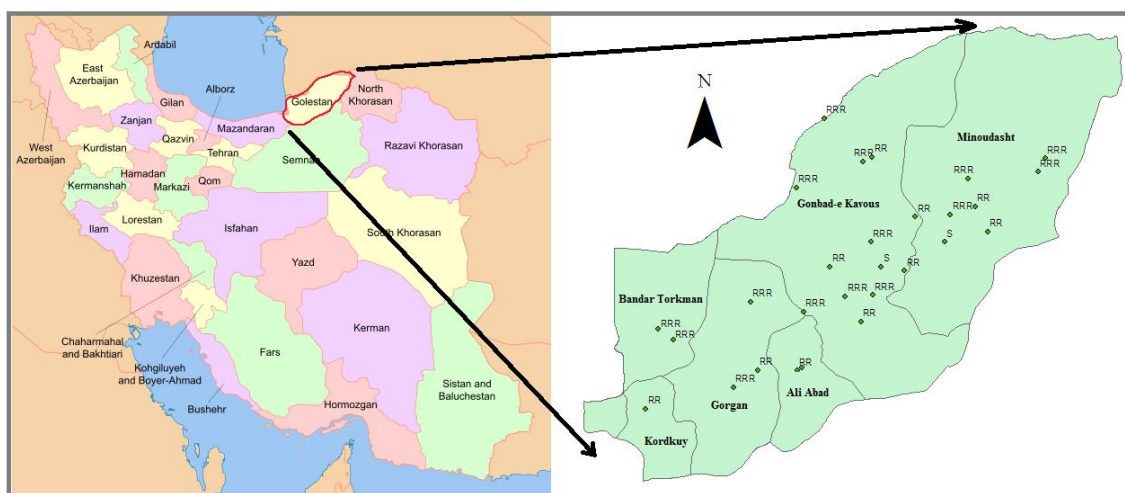 Ardabil
East
Azerbaijan
Gilan
Alborz
Golestan
North
Khorasan
Zanjan
Mazandaran
West
Azerbaijan
Kurdistan
Qazvin
Tehran
Semnan
Razavi Khorasan
Hamadan
Kermanshah
Markazi
Qom
Lorestan
Ilam
Isfahan
South Khorasan
Khuzestan
Yazd
Chaharmahal
and Bakhtiari
Kohgiluyeh
and Boyer-Ahmad
Fars
Kerman
Bushehr
Hormozgan
Sistan and
Baluchestan
N
RRR
Minoudasht
RRR RR
RRR
RRR
RRR
Gonbad-e Kavous
RR
RRR
RR
RR
RRR
S
RR
S
RR
RRR
RRR
RRR
RRR
RR
Bandar Torkman
RRR
RRR
RR
RR
RRR
Ali Abad
Gorgan
RR
Kordkuy